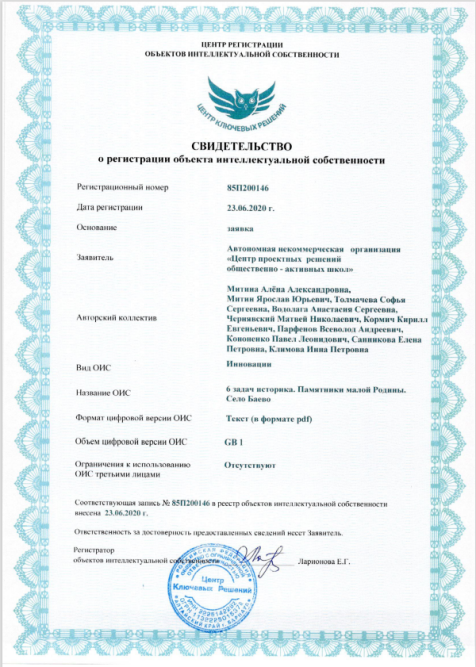 ЦЕНТР РЕГИСТРАЦИИ
ОБЪЕКТОВ ИНТЕЛЛЕКТУАЛЬНОЙ СОБСТВЕННОСТИ
ЦЕНТР КЛЮЧЕВЫХ РЕШЕНИЙ
СВИДЕТЕЛЬСТВО
о регистрации объекта интеллектуальной собственности
Регистрационный номер 85П200146
Дата регистрации 23.06.2020 г.
Основание заявка
Заявитель Автономная некоммерческая организация
«Центр проектных решений
общественно - активных школ»
Авторский коллектив Митина Алёна Александровна,
Митин Ярослав Юрьевич, Толмачева Софья
Сергеевна, Водолага Анастасия Сергеевна,
Чернянский Матвей Николаевич, Кормич Кирилл
Евгеньевич, Парфенов Всеволод Андреевич,
Кононенко Павел Леонидович, Санникова Елена
Петровна, Климова Инна Петровна
Вид ОИС Инновации
Название ОИС 6 задач историка. Памятники малой Родины.
Село Баево
Формат цифровой версии ОИС Текст (в формате pdf)
Объем цифровой версии ОИС GB 1
Ограничения к использованию Отсутствуют
ОИС третьими лицами
Соответствующая запись № 85П200146 в реестр объектов интеллектуальной собственности
внесена 23.06.2020 г.
Ответственность за достоверность предоставленных сведений несет Заявитель.
Регистратор
объектов интеллектуальной собственности Ларионова Е.Г.
Центр
Ключевых Решений